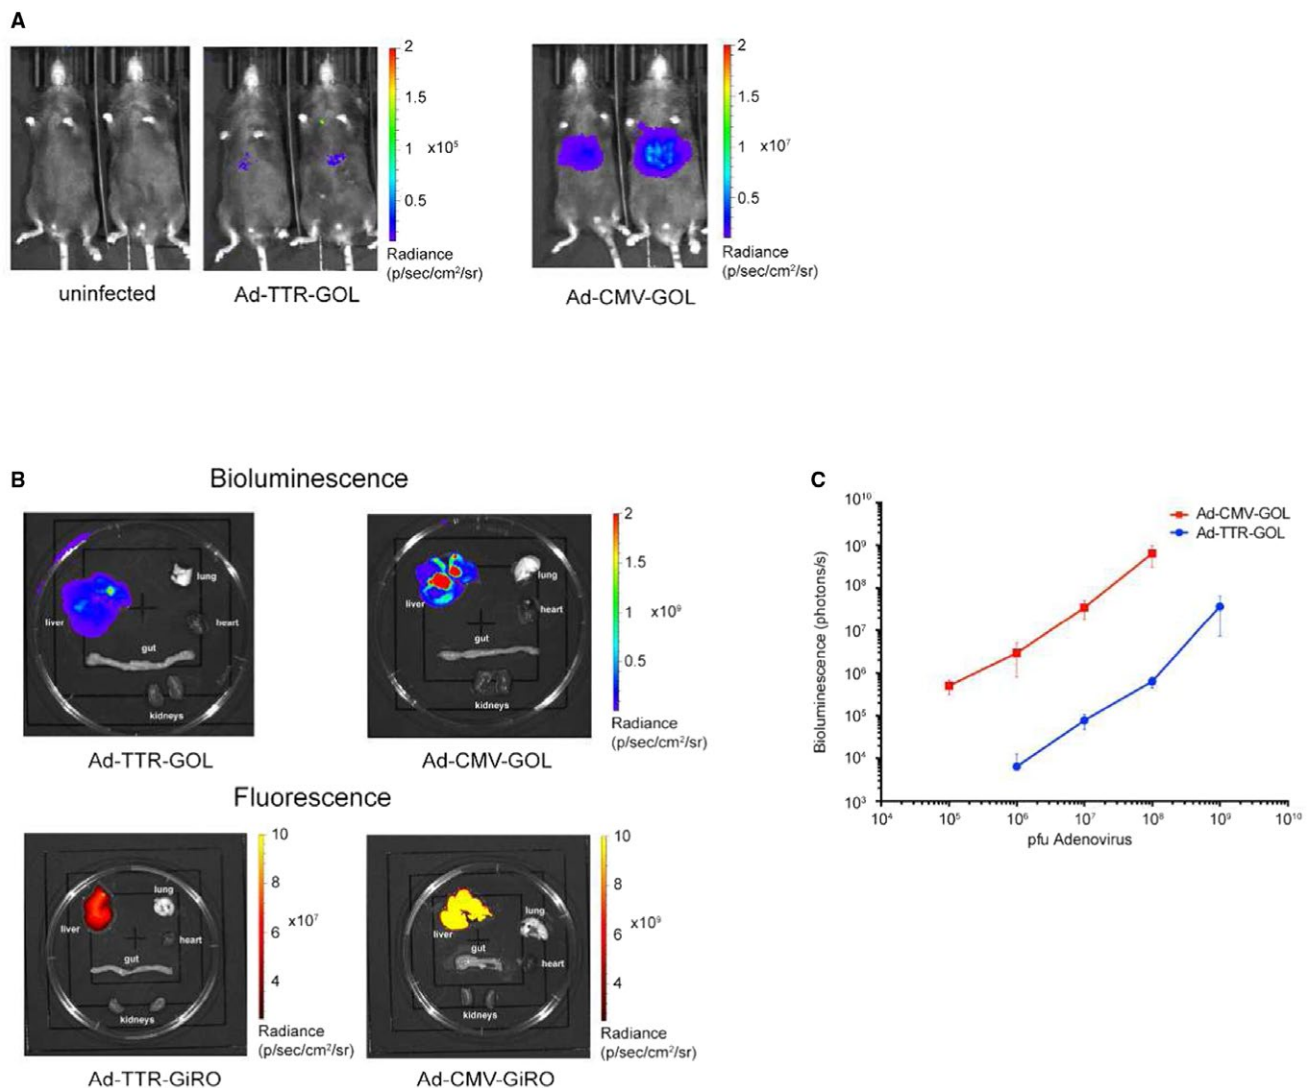 A
2
1.5
1 x10⁵
0.5
Radiance
(p/sec/cm²/sr)
2
1.5
1 x10⁷
0.5
Radiance
(p/sec/cm²/sr)
uninfected
Ad-TTR-GOL
Ad-CMV-GOL
B
Bioluminescence
lung
liver
heart
gut
kidneys
lung
liver
heart
gut
kidneys
2
1.5
1 x10⁹
0.5
Radiance
(p/sec/cm²/sr)
Ad-TTR-GOL
Ad-CMV-GOL
Fluorescence
lung
liver
heart
gut
kidneys
10
8
x10⁷
6
4
Radiance
(p/sec/cm²/sr)
lung
liver
gut
heart
kidneys
10
8
x10⁹
6
4
Radiance
(p/sec/cm²/sr)
Ad-TTR-GiRO
Ad-CMV-GiRO
C
Ad-CMV-GOL
Ad-TTR-GOL
Bioluminescence (photons/s)
10¹⁰
10⁹
10⁸
10⁷
10⁶
10⁵
10⁴
10³
10⁴ 10⁵ 10⁶ 10⁷ 10⁸ 10⁹ 10¹⁰
pfu Adenovirus